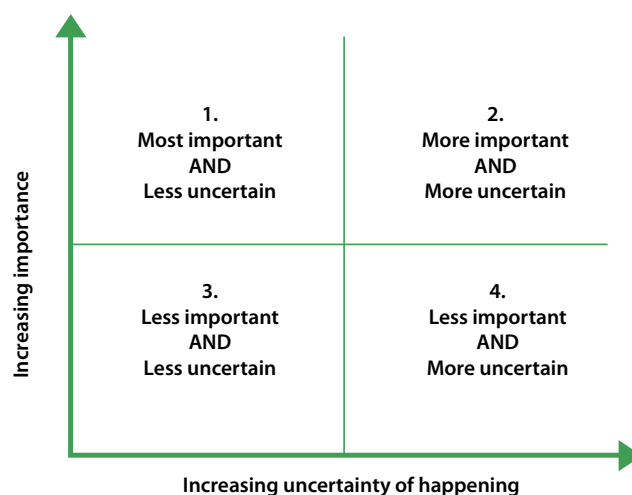 Increasing importance
1.
Most important
AND
Less uncertain
2.
More important
AND
More uncertain
3.
Less important
AND
Less uncertain
4.
Less important
AND
More uncertain
Increasing uncertainty of happening